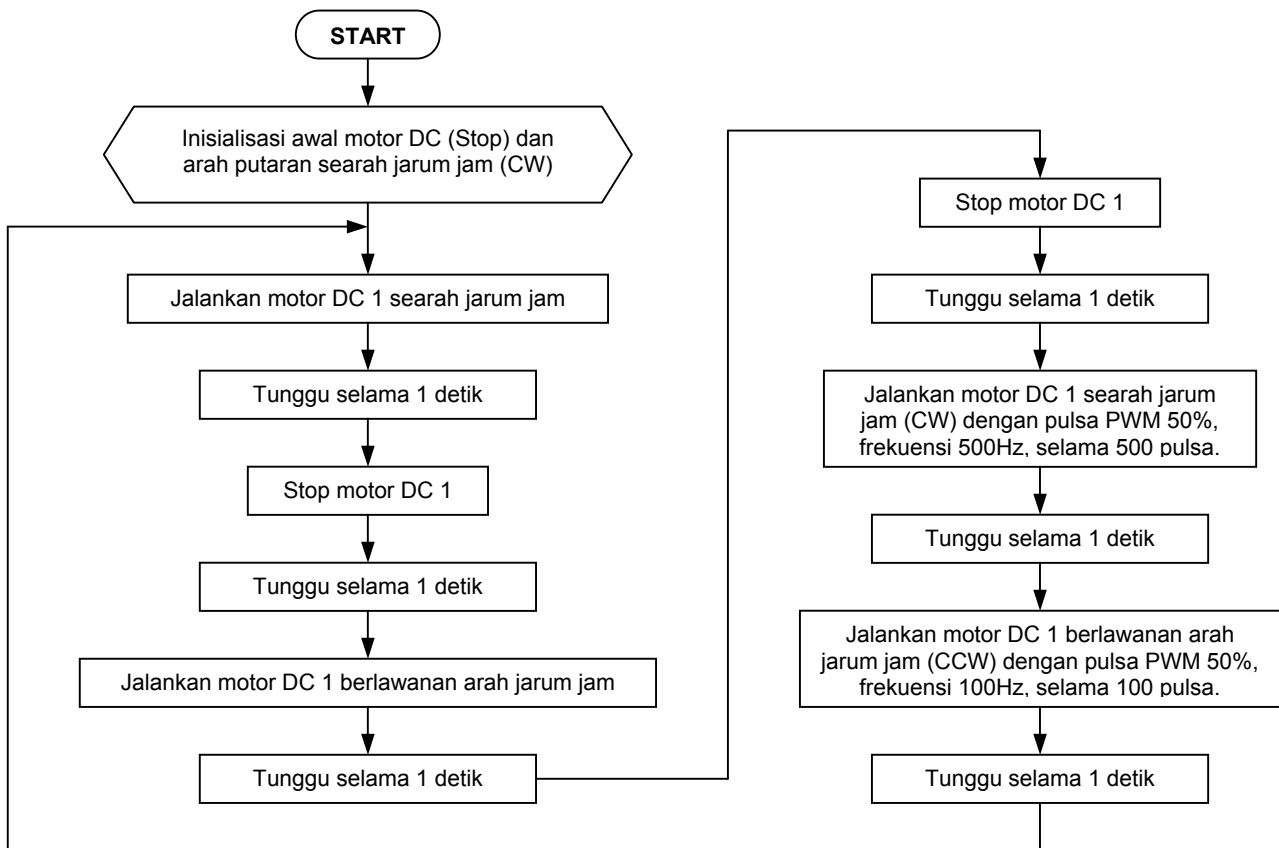 START
Inisialisasi awal motor DC (Stop) dan
arah putaran searah jarum jam (CW)
Jalankan motor DC 1 searah jarum jam
Tunggu selama 1 detik
Stop motor DC 1
Tunggu selama 1 detik
Jalankan motor DC 1 berlawanan arah jarum jam
Tunggu selama 1 detik
Stop motor DC 1
Tunggu selama 1 detik
Jalankan motor DC 1 searah jarum
jam (CW) dengan pulsa PWM 50%,
frekuensi 500Hz, selama 500 pulsa.
Tunggu selama 1 detik
Jalankan motor DC 1 berlawanan arah
jarum jam (CCW) dengan pulsa PWM 50%,
frekuensi 100Hz, selama 100 pulsa.
Tunggu selama 1 detik